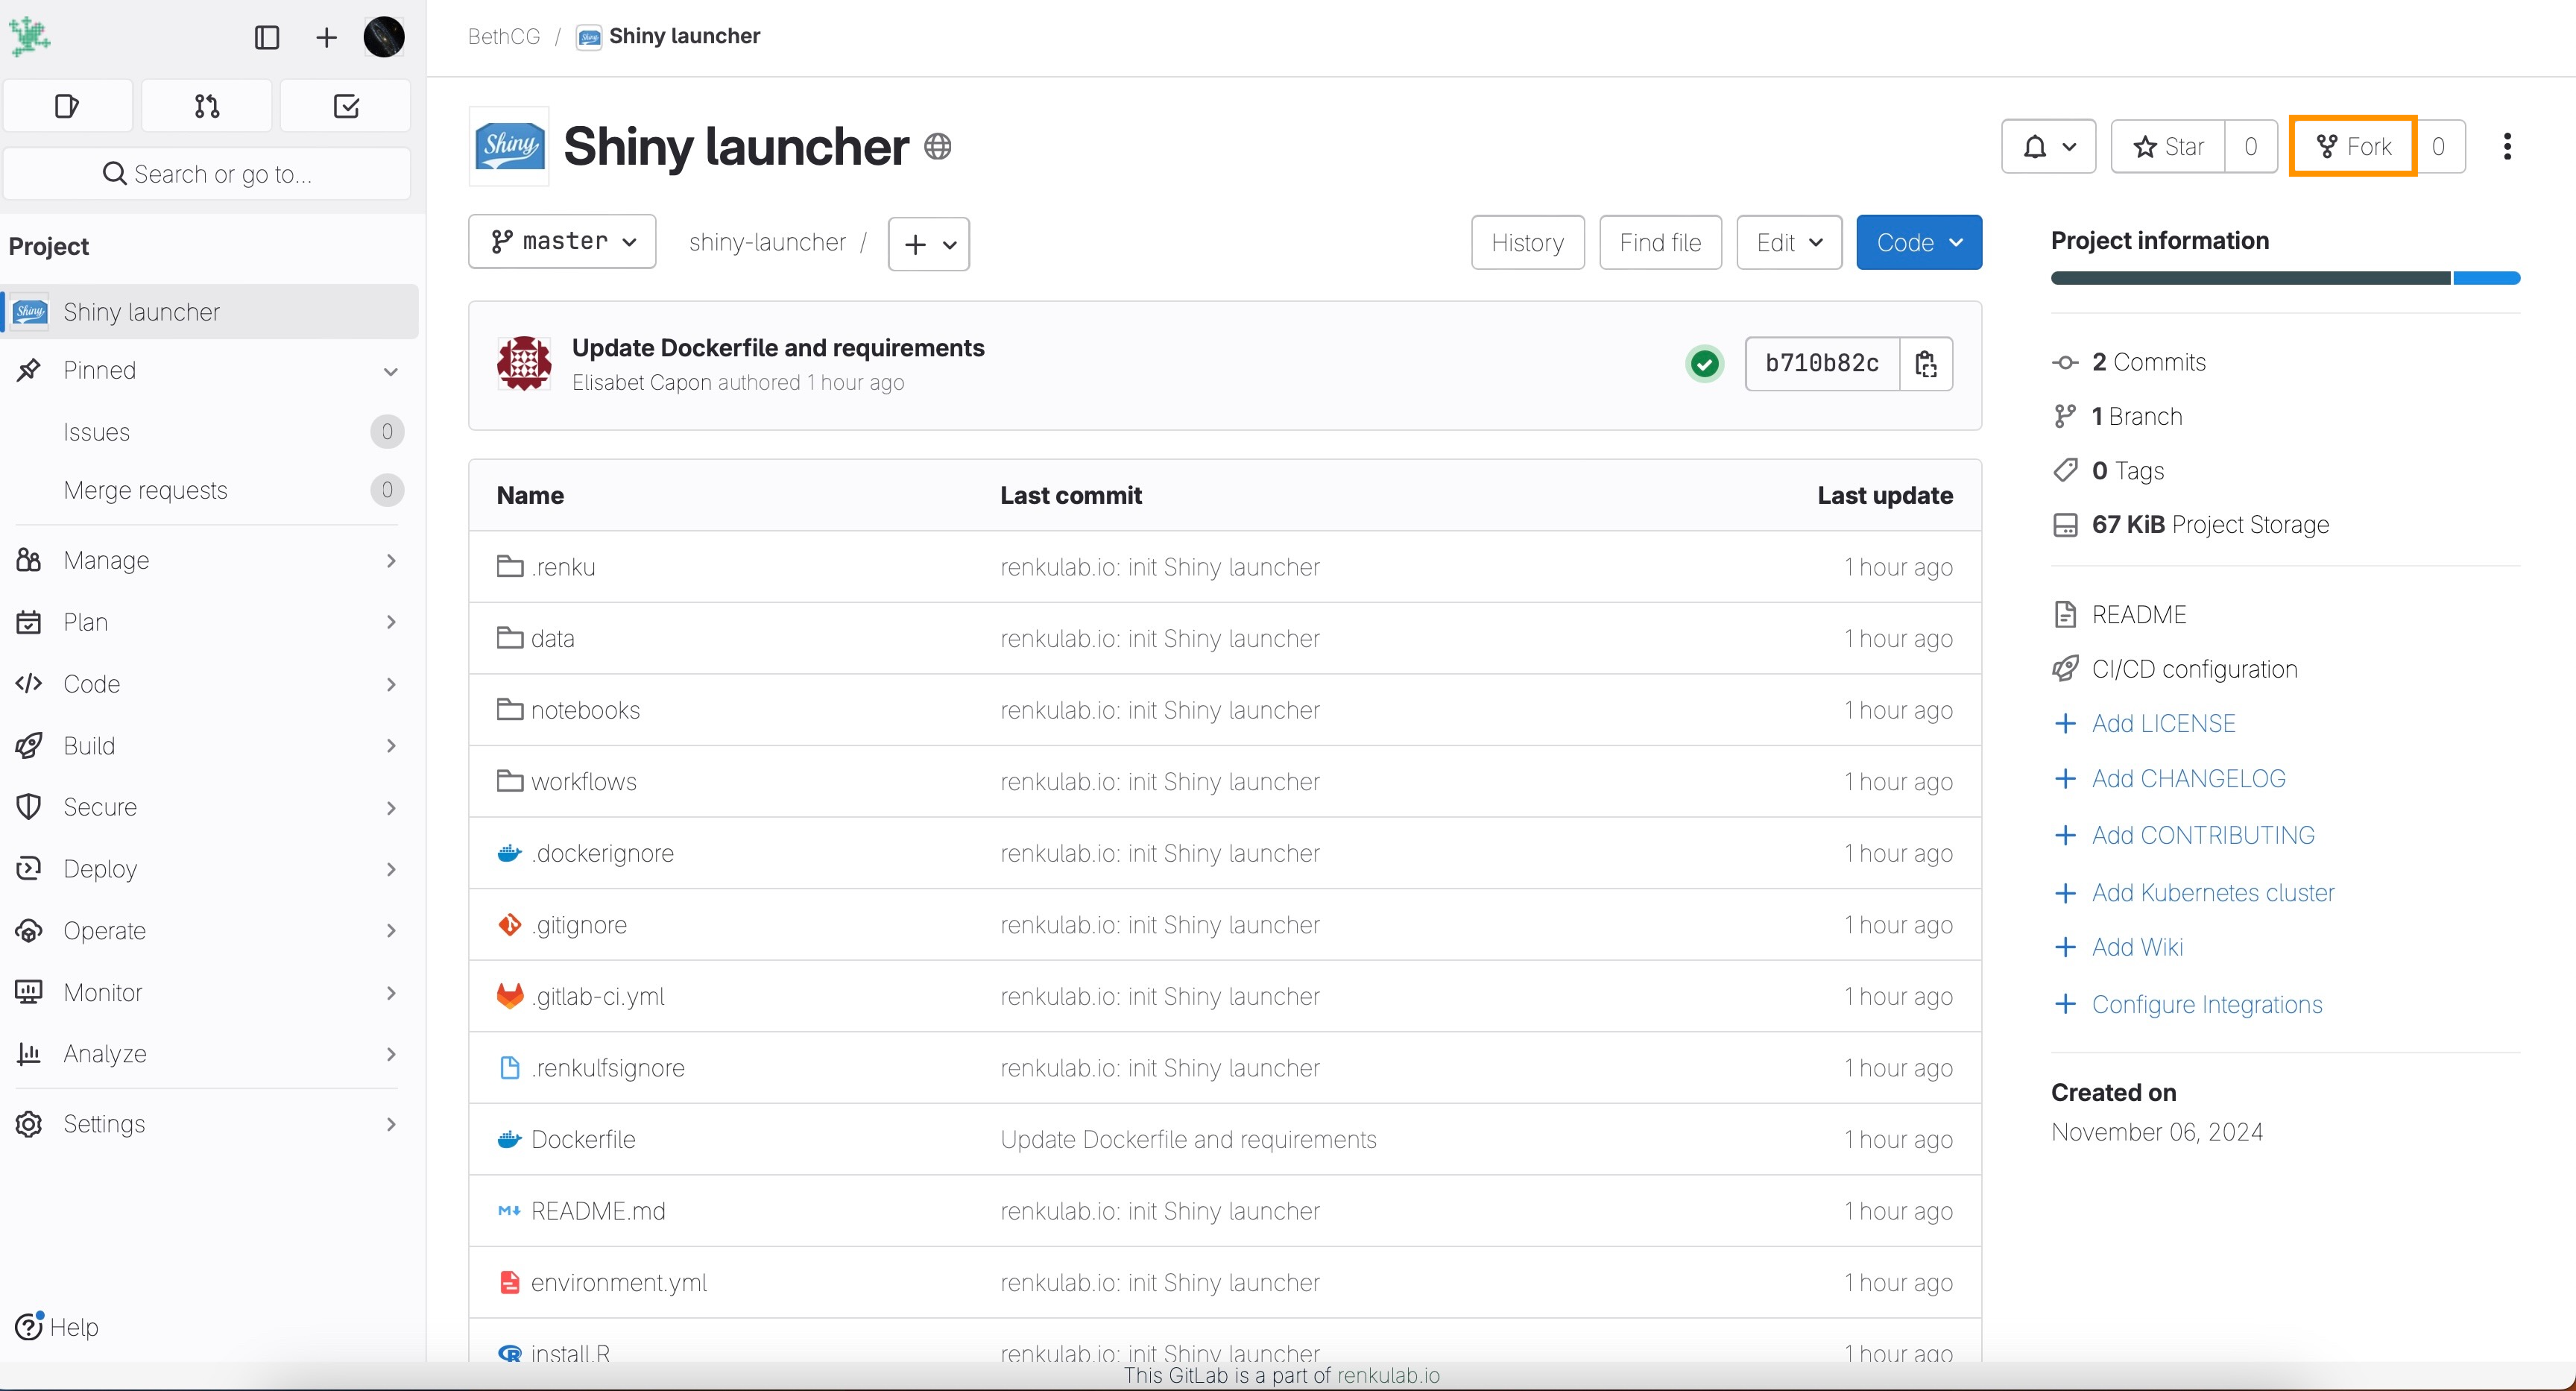 BethCG / Shiny launcher
Search or go to...
Project
Shiny launcher
Pinned
Issues 0
Merge requests 0
Manage
Plan
Code
Build
Secure
Deploy
Operate
Monitor
Analyze
Settings
Help
Shiny
Shiny launcher
Star 0
Fork 0
master
shiny-launcher /
History
Find file
Edit
Code
Update Dockerfile and requirements
Elisabet Capon authored 1 hour ago
b710b82c
Name Last commit Last update
.renku renkulab.io: init Shiny launcher 1 hour ago
data renkulab.io: init Shiny launcher 1 hour ago
notebooks renkulab.io: init Shiny launcher 1 hour ago
workflows renkulab.io: init Shiny launcher 1 hour ago
.dockerignore renkulab.io: init Shiny launcher 1 hour ago
.gitignore renkulab.io: init Shiny launcher 1 hour ago
.gitlab-ci.yml renkulab.io: init Shiny launcher 1 hour ago
.renkulfsignore renkulab.io: init Shiny launcher 1 hour ago
Dockerfile Update Dockerfile and requirements 1 hour ago
README.md renkulab.io: init Shiny launcher 1 hour ago
environment.yml renkulab.io: init Shiny launcher 1 hour ago
install.R renkulab.io: init Shiny launcher 1 hour ago
Project information
2 Commits
1 Branch
0 Tags
67 KiB Project Storage
README
CI/CD configuration
Add LICENSE
Add CHANGELOG
Add CONTRIBUTING
Add Kubernetes cluster
Add Wiki
Configure Integrations
Created on
November 06, 2024
This GitLab is a part of renkulab.io